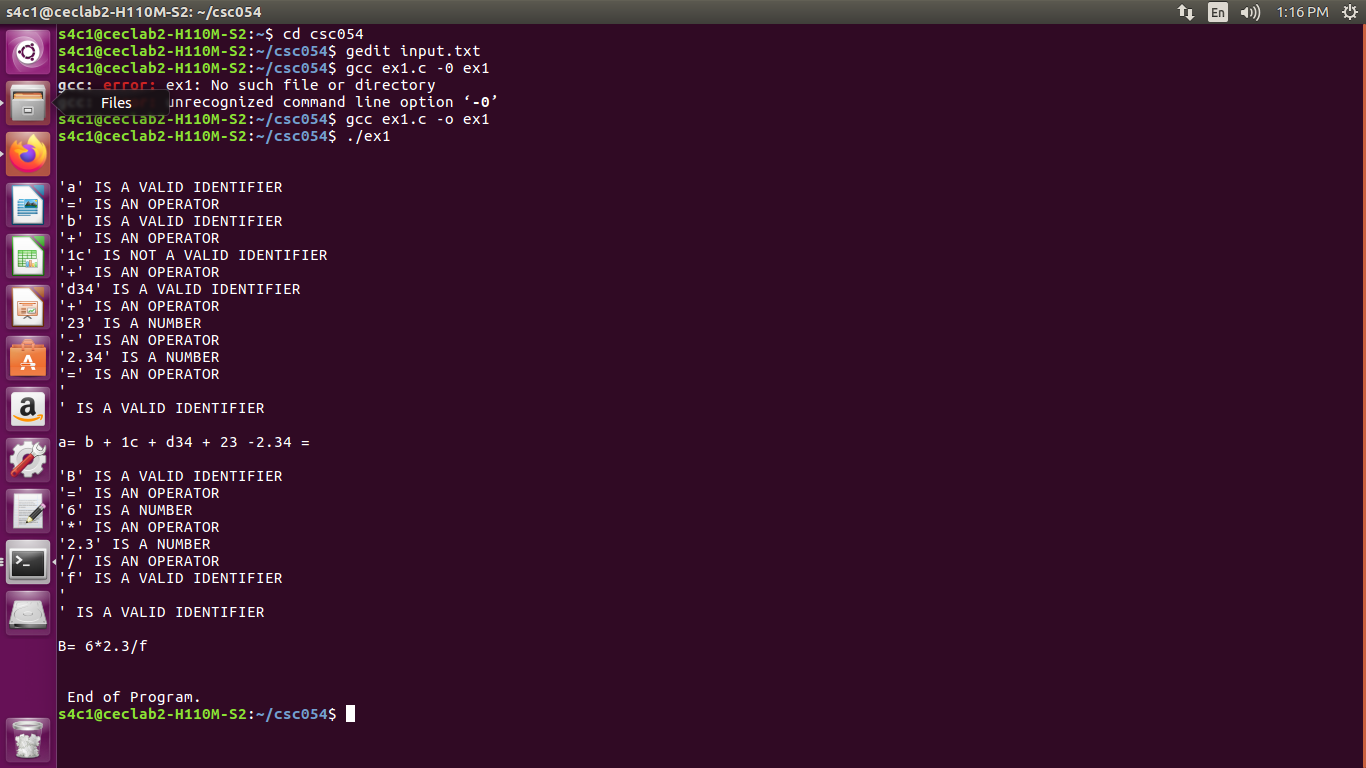 s4c1@ceclab2-H110M-S2: ~/csc054
En
1:16 PM
s4c1@ceclab2-H110M-S2:~$ cd csc054
s4c1@ceclab2-H110M-S2:~/csc054$ gedit input.txt
s4c1@ceclab2-H110M-S2:~/csc054$ gcc ex1.c -0 ex1
gcc: error: ex1: No such file or directory
Files
unrecognized command line option ‘-0’
s4c1@ceclab2-H110M-S2:~/csc054$ gcc ex1.c -o ex1
s4c1@ceclab2-H110M-S2:~/csc054$ ./ex1
'a' IS A VALID IDENTIFIER
'=' IS AN OPERATOR
'b' IS A VALID IDENTIFIER
'+' IS AN OPERATOR
'1c' IS NOT A VALID IDENTIFIER
'+' IS AN OPERATOR
'd34' IS A VALID IDENTIFIER
'+' IS AN OPERATOR
'23' IS A NUMBER
'-' IS AN OPERATOR
'2.34' IS A NUMBER
'=' IS AN OPERATOR
'
' IS A VALID IDENTIFIER
a= b + 1c + d34 + 23 -2.34 =
'B' IS A VALID IDENTIFIER
'=' IS AN OPERATOR
'6' IS A NUMBER
'*' IS AN OPERATOR
'2.3' IS A NUMBER
'/' IS AN OPERATOR
'f' IS A VALID IDENTIFIER
'
' IS A VALID IDENTIFIER
B= 6*2.3/f
End of Program.
s4c1@ceclab2-H110M-S2:~/csc054$